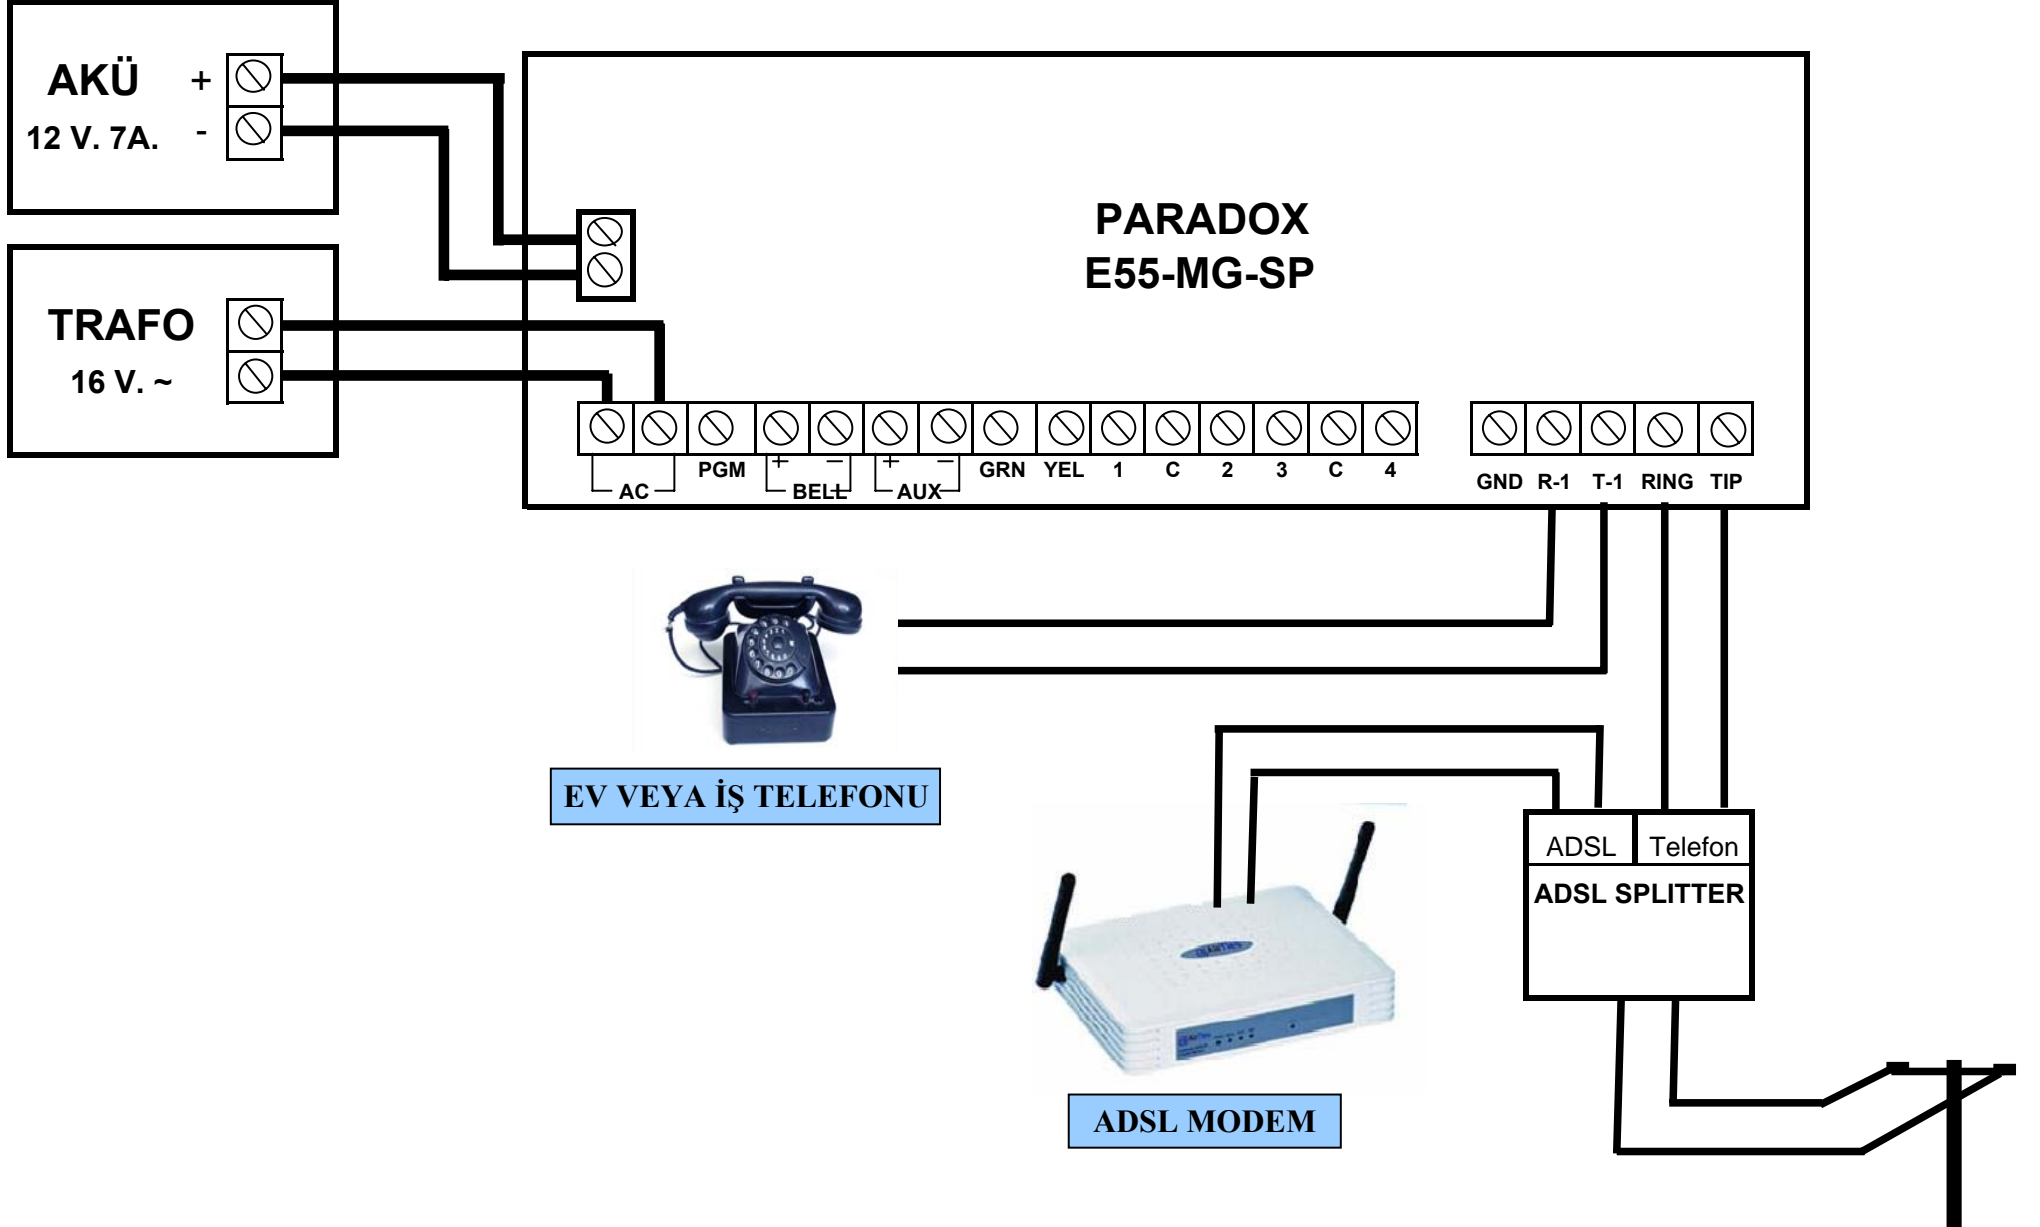 AKÜ +
12 V. 7A. -
TRAFO
16 V. ~
PARADOX
E55-MG-SP
+ − + −
PGM GRN YEL 1 C 2 3 C 4
AC BELL AUX
GND R-1 T-1 RING TIP
EV VEYA İŞ TELEFONU
ADSL Telefon
ADSL SPLITTER
ADSL MODEM